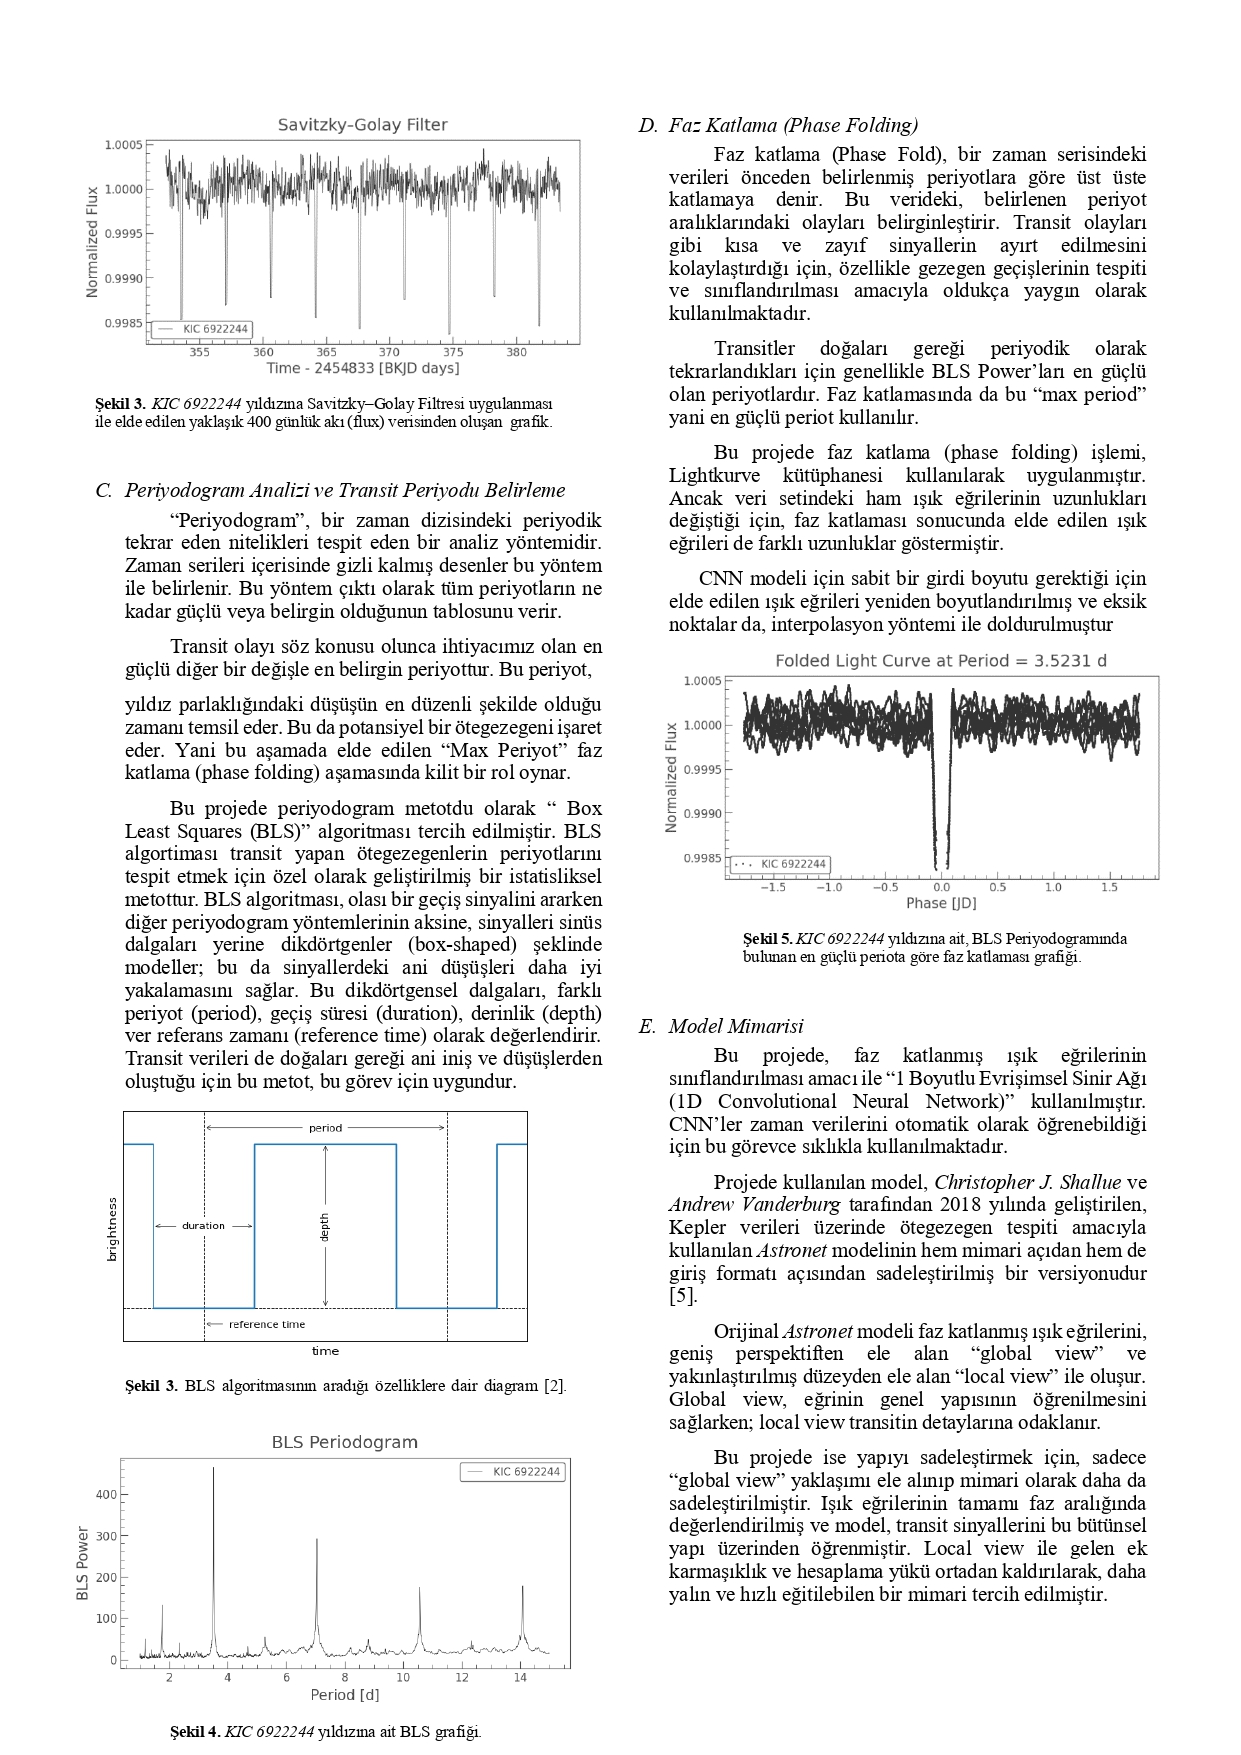 Savitzky-Golay Filter
1.0005
1.0000
0.9995
0.9990
0.9985
Normalized Flux
KIC 6922244
355 360 365 370 375 380
Time - 2454833 [BKJD days]
Şekil 3. KIC 6922244 yıldızına Savitzky–Golay Filtresi uygulanması
ile elde edilen yaklaşık 400 günlük akı (flux) verisinden oluşan grafik.
C. Periyodogram Analizi ve Transit Periyodu Belirleme
“Periyodogram”, bir zaman dizisindeki periyodik
tekrar eden nitelikleri tespit eden bir analiz yöntemidir.
Zaman serileri içerisinde gizli kalmış desenler bu yöntem
ile belirlenir. Bu yöntem çıktı olarak tüm periyotların ne
kadar güçlü veya belirgin olduğunun tablosunu verir.
Transit olayı söz konusu olunca ihtiyacımız olan en
güçlü diğer bir değişle en belirgin periyottur. Bu periyot,
yıldız parlaklığındaki düşüşün en düzenli şekilde olduğu
zamanı temsil eder. Bu da potansiyel bir ötegezegeni işaret
eder. Yani bu aşamada elde edilen “Max Periyot” faz
katlama (phase folding) aşamasında kilit bir rol oynar.
Bu projede periyodogram metotdu olarak “ Box
Least Squares (BLS)” algoritması tercih edilmiştir. BLS
algortiması transit yapan ötegezegenlerin periyotlarını
tespit etmek için özel olarak geliştirilmiş bir istatisliksel
metottur. BLS algoritması, olası bir geçiş sinyalini ararken
diğer periyodogram yöntemlerinin aksine, sinyalleri sinüs
dalgaları yerine dikdörtgenler (box-shaped) şeklinde
modeller; bu da sinyallerdeki ani düşüşleri daha iyi
yakalamasını sağlar. Bu dikdörtgensel dalgaları, farklı
periyot (period), geçiş süresi (duration), derinlik (depth)
ver referans zamanı (reference time) olarak değerlendirir.
Transit verileri de doğaları gereği ani iniş ve düşüşlerden
oluştuğu için bu metot, bu görev için uygundur.
period
duration
depth
brightness
reference time
time
Şekil 3. BLS algoritmasının aradığı özelliklere dair diagram [2].
BLS Periodogram
KIC 6922244
400
300
200
100
0
BLS Power
2 4 6 8 10 12 14
Period [d]
Şekil 4. KIC 6922244 yıldızına ait BLS grafiği.
D. Faz Katlama (Phase Folding)
Faz katlama (Phase Fold), bir zaman serisindeki
verileri önceden belirlenmiş periyotlara göre üst üste
katlamaya denir. Bu verideki, belirlenen periyot
aralıklarındaki olayları belirginleştirir. Transit olayları
gibi kısa ve zayıf sinyallerin ayırt edilmesini
kolaylaştırdığı için, özellikle gezegen geçişlerinin tespiti
ve sınıflandırılması amacıyla oldukça yaygın olarak
kullanılmaktadır.
Transitler doğaları gereği periyodik olarak
tekrarlandıkları için genellikle BLS Power’ları en güçlü
olan periyotlardır. Faz katlamasında da bu “max period”
yani en güçlü periot kullanılır.
Bu projede faz katlama (phase folding) işlemi,
Lightkurve kütüphanesi kullanılarak uygulanmıştır.
Ancak veri setindeki ham ışık eğrilerinin uzunlukları
değiştiği için, faz katlaması sonucunda elde edilen ışık
eğrileri de farklı uzunluklar göstermiştir.
CNN modeli için sabit bir girdi boyutu gerektiği için
elde edilen ışık eğrileri yeniden boyutlandırılmış ve eksik
noktalar da, interpolasyon yöntemi ile doldurulmuştur
Folded Light Curve at Period = 3.5231 d
1.0005
1.0000
0.9995
0.9990
0.9985
Normalized Flux
KIC 6922244
−1.5 −1.0 −0.5 0.0 0.5 1.0 1.5
Phase [JD]
Şekil 5. KIC 6922244 yıldızına ait, BLS Periyodogramında
bulunan en güçlü periota göre faz katlaması grafiği.
E. Model Mimarisi
Bu projede, faz katlanmış ışık eğrilerinin
sınıflandırılması amacı ile “1 Boyutlu Evrişimsel Sinir Ağı
(1D Convolutional Neural Network)” kullanılmıştır.
CNN’ler zaman verilerini otomatik olarak öğrenebildiği
için bu görevce sıklıkla kullanılmaktadır.
Projede kullanılan model, Christopher J. Shallue ve
Andrew Vanderburg tarafından 2018 yılında geliştirilen,
Kepler verileri üzerinde ötegezegen tespiti amacıyla
kullanılan Astronet modelinin hem mimari açıdan hem de
giriş formatı açısından sadeleştirilmiş bir versiyonudur
[5].
Orijinal Astronet modeli faz katlanmış ışık eğrilerini,
geniş perspektiften ele alan “global view” ve
yakınlaştırılmış düzeyden ele alan “local view” ile oluşur.
Global view, eğrinin genel yapısının öğrenilmesini
sağlarken; local view transitin detaylarına odaklanır.
Bu projede ise yapıyı sadeleştirmek için, sadece
“global view” yaklaşımı ele alınıp mimari olarak daha da
sadeleştirilmiştir. Işık eğrilerinin tamamı faz aralığında
değerlendirilmiş ve model, transit sinyallerini bu bütünsel
yapı üzerinden öğrenmiştir. Local view ile gelen ek
karmaşıklık ve hesaplama yükü ortadan kaldırılarak, daha
yalın ve hızlı eğitilebilen bir mimari tercih edilmiştir.